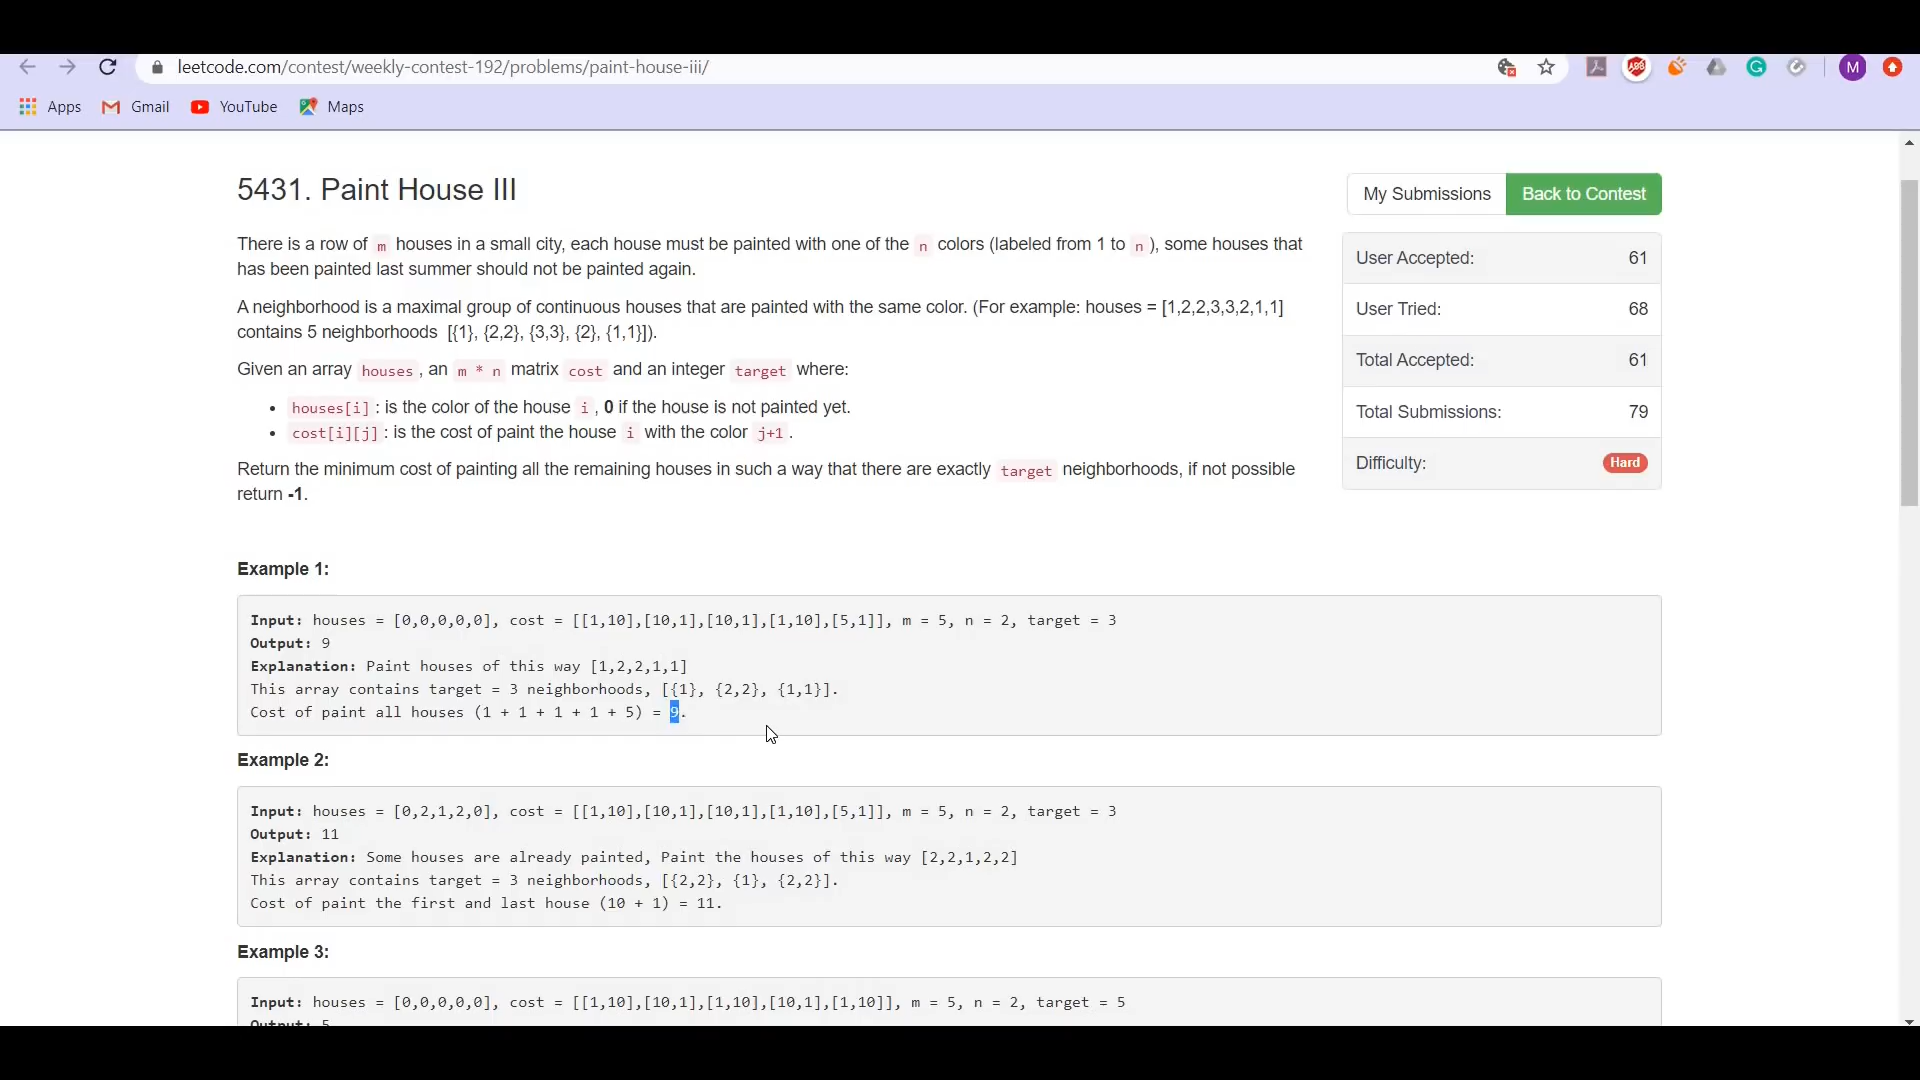 leetcode.com/contest/weekly-contest-192/problems/paint-house-iii/
ABP
M
Apps Gmail YouTube Maps
5431. Paint House III
My Submissions Back to Contest
There is a row of m houses in a small city, each house must be painted with one of the n colors (labeled from 1 to n ), some houses that
has been painted last summer should not be painted again.
A neighborhood is a maximal group of continuous houses that are painted with the same color. (For example: houses = [1,2,2,3,3,2,1,1]
contains 5 neighborhoods [{1}, {2,2}, {3,3}, {2}, {1,1}]).
Given an array houses , an m * n matrix cost and an integer target where:
• houses[i] : is the color of the house i , 0 if the house is not painted yet.
• cost[i][j] : is the cost of paint the house i with the color j+1 .
Return the minimum cost of painting all the remaining houses in such a way that there are exactly target neighborhoods, if not possible
return -1.
User Accepted: 61
User Tried: 68
Total Accepted: 61
Total Submissions: 79
Difficulty: Hard
Example 1:
Input: houses = [0,0,0,0,0], cost = [[1,10],[10,1],[10,1],[1,10],[5,1]], m = 5, n = 2, target = 3
Output: 9
Explanation: Paint houses of this way [1,2,2,1,1]
This array contains target = 3 neighborhoods, [{1}, {2,2}, {1,1}].
Cost of paint all houses (1 + 1 + 1 + 1 + 5) = 9.
Example 2:
Input: houses = [0,2,1,2,0], cost = [[1,10],[10,1],[10,1],[1,10],[5,1]], m = 5, n = 2, target = 3
Output: 11
Explanation: Some houses are already painted, Paint the houses of this way [2,2,1,2,2]
This array contains target = 3 neighborhoods, [{2,2}, {1}, {2,2}].
Cost of paint the first and last house (10 + 1) = 11.
Example 3:
Input: houses = [0,0,0,0,0], cost = [[1,10],[10,1],[1,10],[10,1],[1,10]], m = 5, n = 2, target = 5
Output: 5